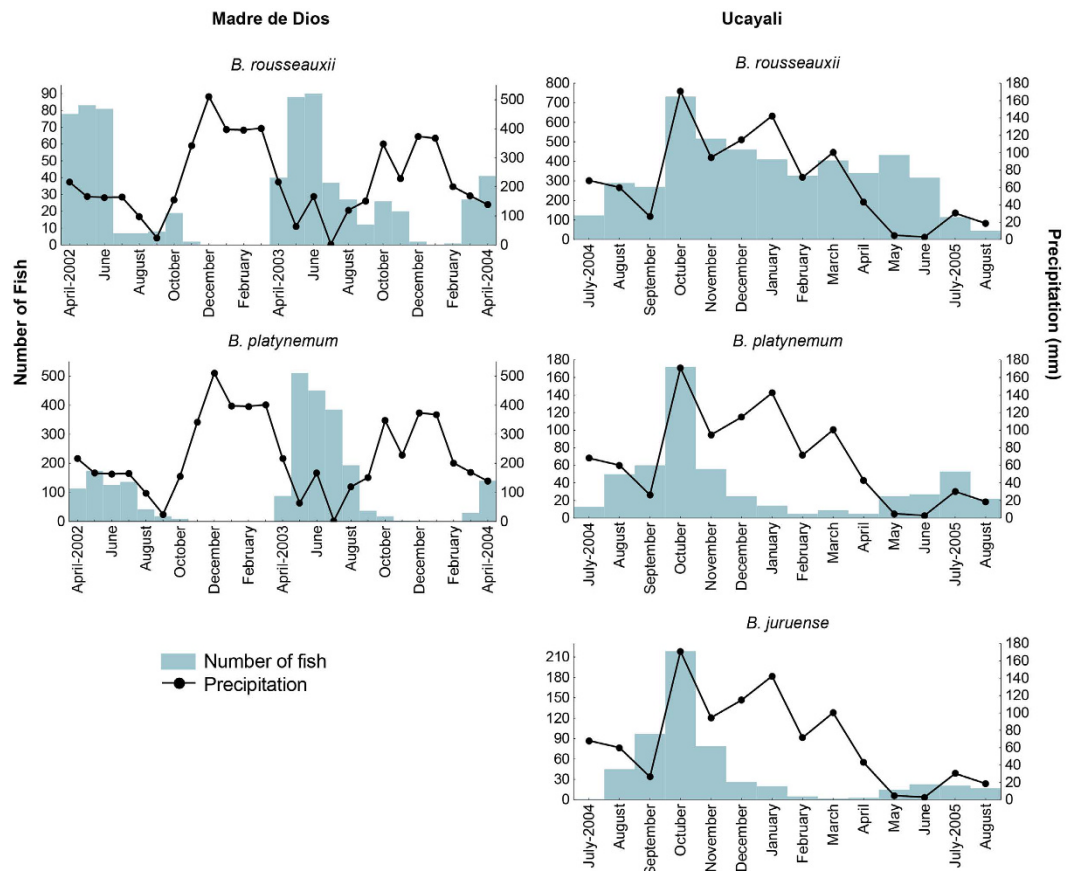 Madre de Dios
Ucayali
B. rousseauxii
90
80
70
60
50
40
30
20
10
0
500
400
300
200
100
0
April-2002
June
August
October
December
February
April-2003
June
August
October
December
February
April-2004
B. rousseauxii
800
700
600
500
400
300
200
100
0
180
160
140
120
100
80
60
40
20
0
July-2004
August
September
Octuber
November
December
January
February
March
April
May
June
July-2005
August
Number of Fish
Precipitation (mm)
B. platynemum
500
400
300
200
100
0
500
400
300
200
100
0
April-2002
June
August
October
December
February
April-2003
June
August
October
December
February
April-2004
B. platynemum
180
160
140
120
100
80
60
40
20
0
180
160
140
120
100
80
60
40
20
0
July-2004
August
September
Octuber
November
December
January
February
March
April
May
June
July-2005
August
Number of fish
Precipitation
B. juruense
210
180
150
120
90
60
30
0
180
160
140
120
100
80
60
40
20
0
July-2004
August
September
Octuber
November
December
January
February
March
April
May
June
July-2005
August